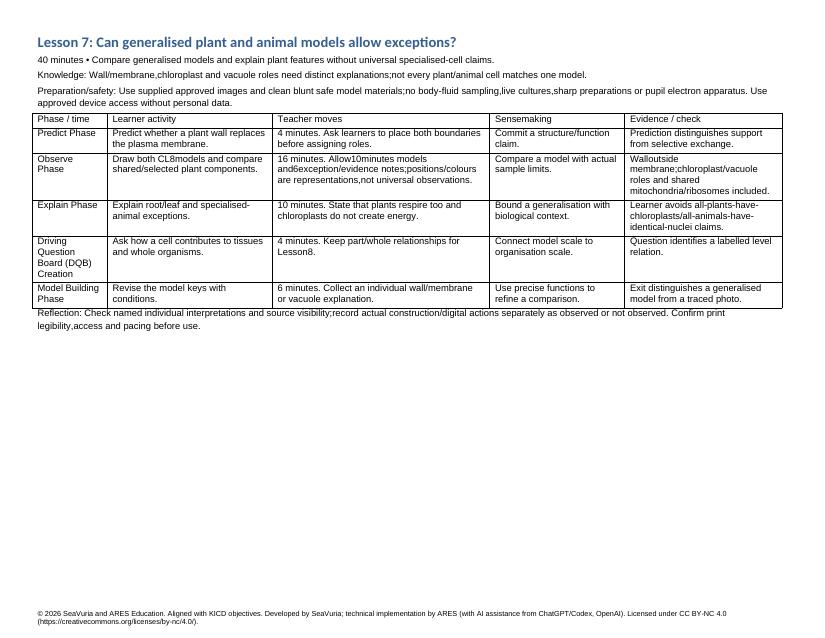 Lesson 7: Can generalised plant and animal models allow exceptions?
40 minutes • Compare generalised models and explain plant features without universal specialised-cell claims.
Knowledge: Wall/membrane,chloroplast and vacuole roles need distinct explanations;not every plant/animal cell matches one model.
Preparation/safety: Use supplied approved images and clean blunt safe model materials;no body-fluid sampling,live cultures,sharp preparations or pupil electron apparatus. Use
approved device access without personal data.
Phase / time
Learner activity
Teacher moves
Sensemaking
Evidence / check
Predict Phase
Predict whether a plant wall replaces
the plasma membrane.
4 minutes. Ask learners to place both boundaries
before assigning roles.
Commit a structure/function
claim.
Prediction distinguishes support
from selective exchange.
Observe
Phase
Draw both CL8models and compare
shared/selected plant components.
16 minutes. Allow10minutes models
and6exception/evidence notes;positions/colours
are representations,not universal observations.
Compare a model with actual
sample limits.
Walloutside
membrane;chloroplast/vacuole
roles and shared
mitochondria/ribosomes included.
Explain Phase
Explain root/leaf and specialised-
animal exceptions.
10 minutes. State that plants respire too and
chloroplasts do not create energy.
Bound a generalisation with
biological context.
Learner avoids all-plants-have-
chloroplasts/all-animals-have-
identical-nuclei claims.
Driving
Question
Board (DQB)
Creation
Ask how a cell contributes to tissues
and whole organisms.
4 minutes. Keep part/whole relationships for
Lesson8.
Connect model scale to
organisation scale.
Question identifies a labelled level
relation.
Model Building
Phase
Revise the model keys with
conditions.
6 minutes. Collect an individual wall/membrane
or vacuole explanation.
Use precise functions to
refine a comparison.
Exit distinguishes a generalised
model from a traced photo.
Reflection: Check named individual interpretations and source visibility;record actual construction/digital actions separately as observed or not observed. Confirm print
legibility,access and pacing before use.
© 2026 SeaVuria and ARES Education. Aligned with KICD objectives. Developed by SeaVuria; technical implementation by ARES (with AI assistance from ChatGPT/Codex, OpenAI). Licensed under CC BY-NC 4.0
(https://creativecommons.org/licenses/by-nc/4.0/).